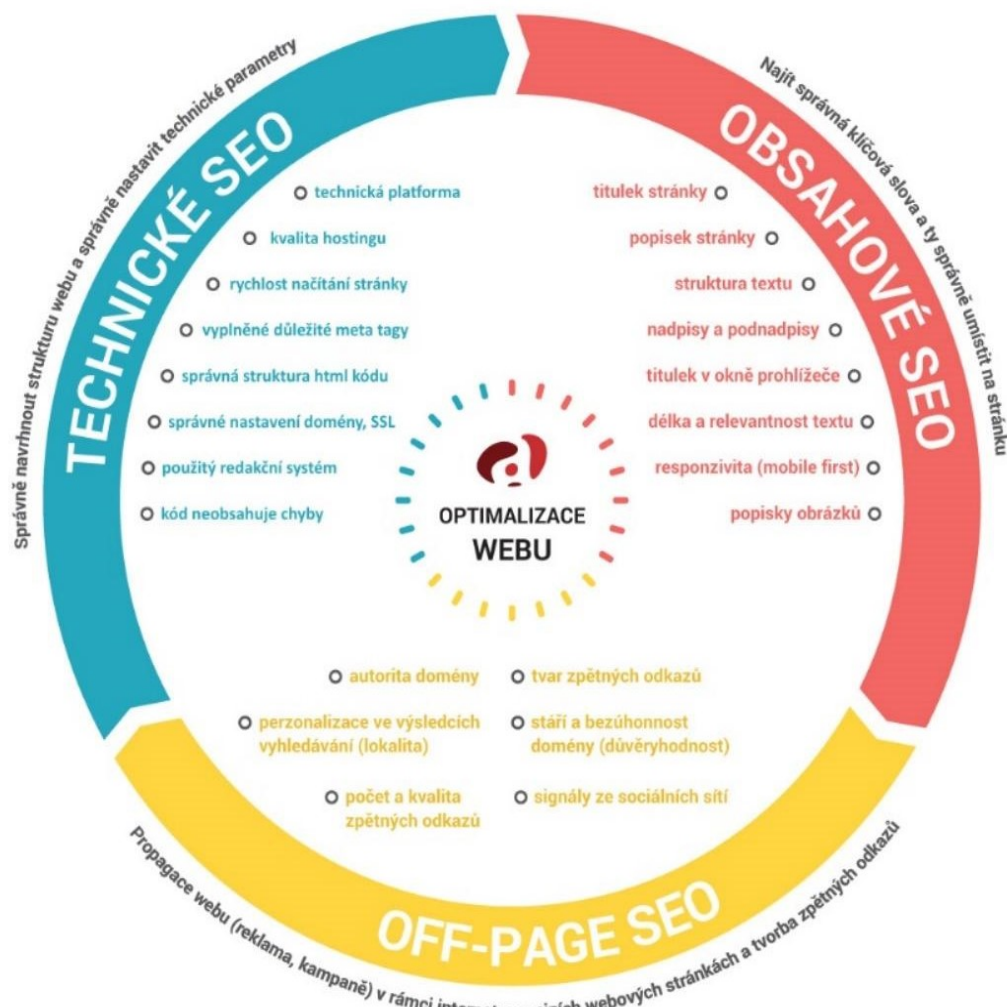 Správně navrhnout strukturu webu a správně nastavit technické parametry
TECHNICKÉ SEO
technická platforma
kvalita hostingu
rychlost načítání stránky
vyplněné důležité meta tagy
správná struktura html kódu
správné nastavení domény, SSL
použitý redakční systém
kód neobsahuje chyby
Najít správná klíčová slova a ty správně umístit na stránku
OBSAHOVÉ SEO
titulek stránky
popisek stránky
struktura textu
nadpisy a podnadpisy
titulek v okně prohlížeče
délka a relevantnost textu
responzivita (mobile first)
popisky obrázků
OPTIMALIZACE
WEBU
autorita domény
perzonalizace ve výsledcích
vyhledávání (lokalita)
počet a kvalita
zpětných odkazů
tvar zpětných odkazů
stáří a bezúhonnost
domény (důvěryhodnost)
signály ze sociálních sítí
OFF-PAGE SEO
Propagace webu (reklama, kampaně) v rámci webových stránkách a tvorba zpětných odkazů